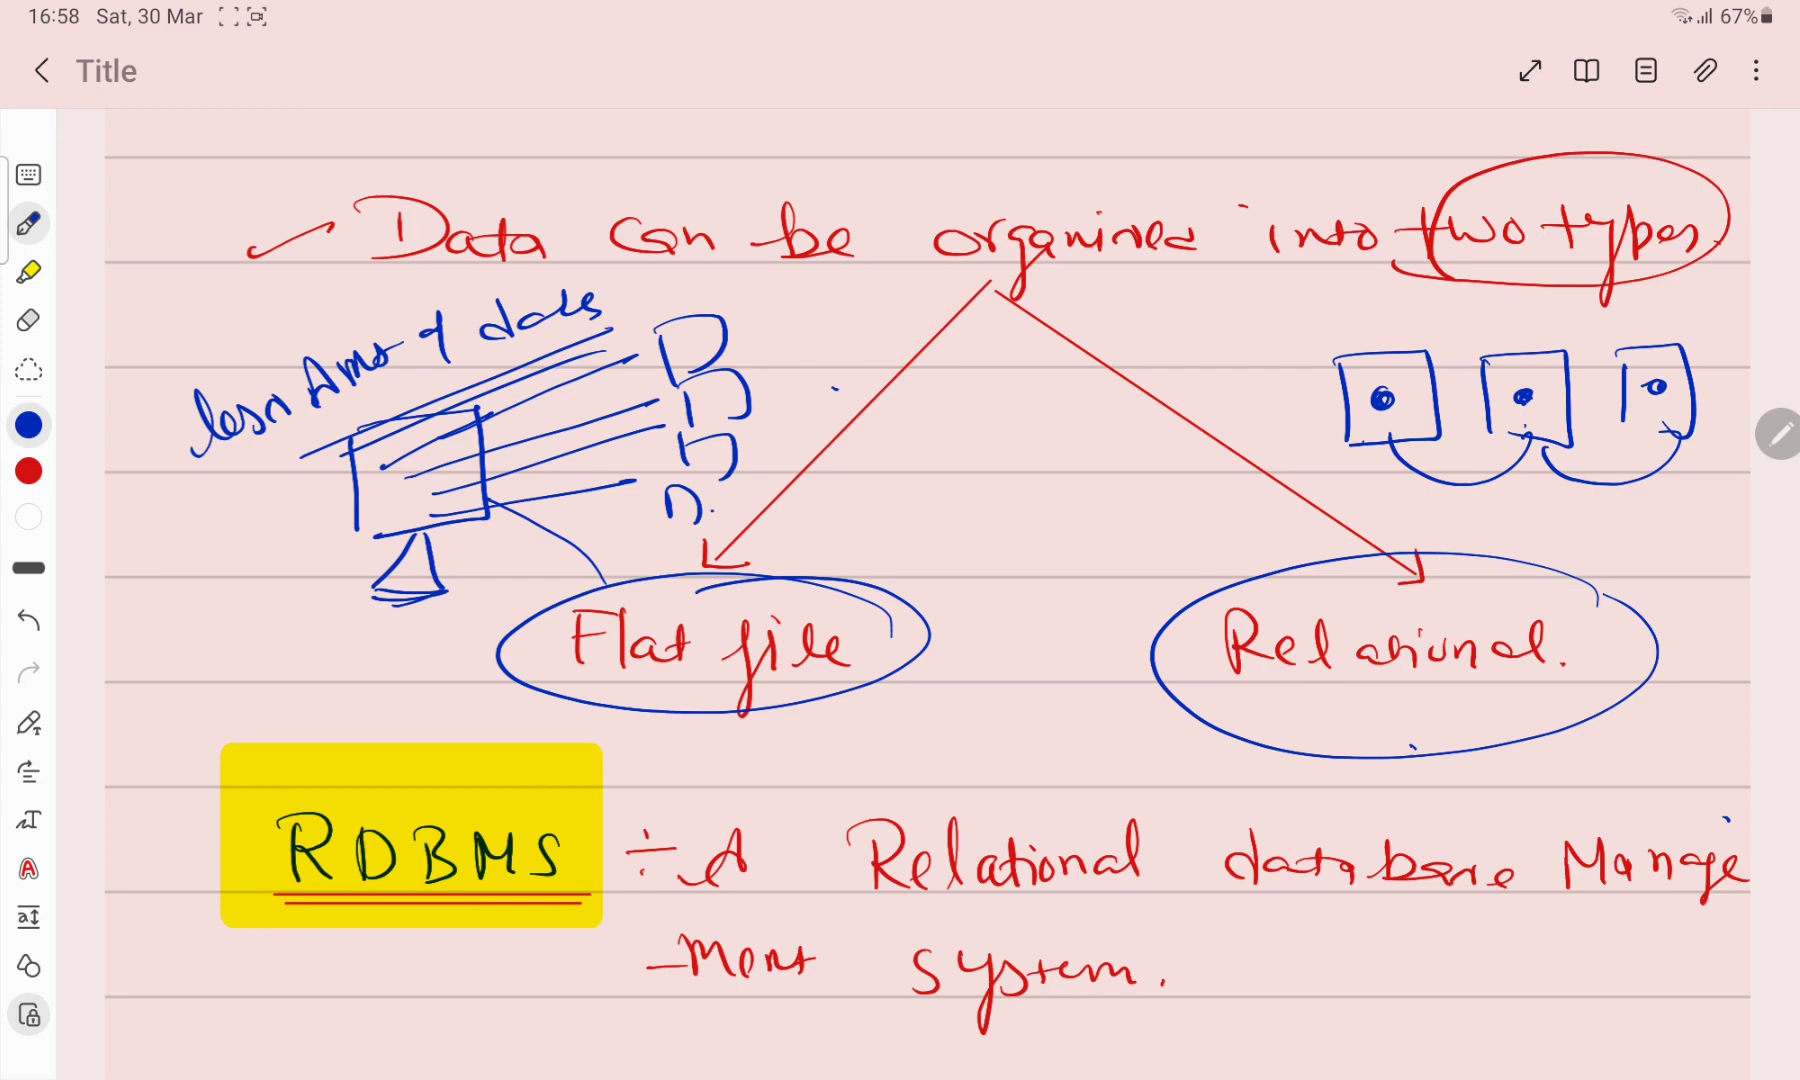 16:58 Sat, 30 Mar 67%
Title
Data can be organized into two types.
less Amt of data
D
D
D
D.
Flat file
Relational.
RDBMS ÷ A Relational database Manage
-Ment system.